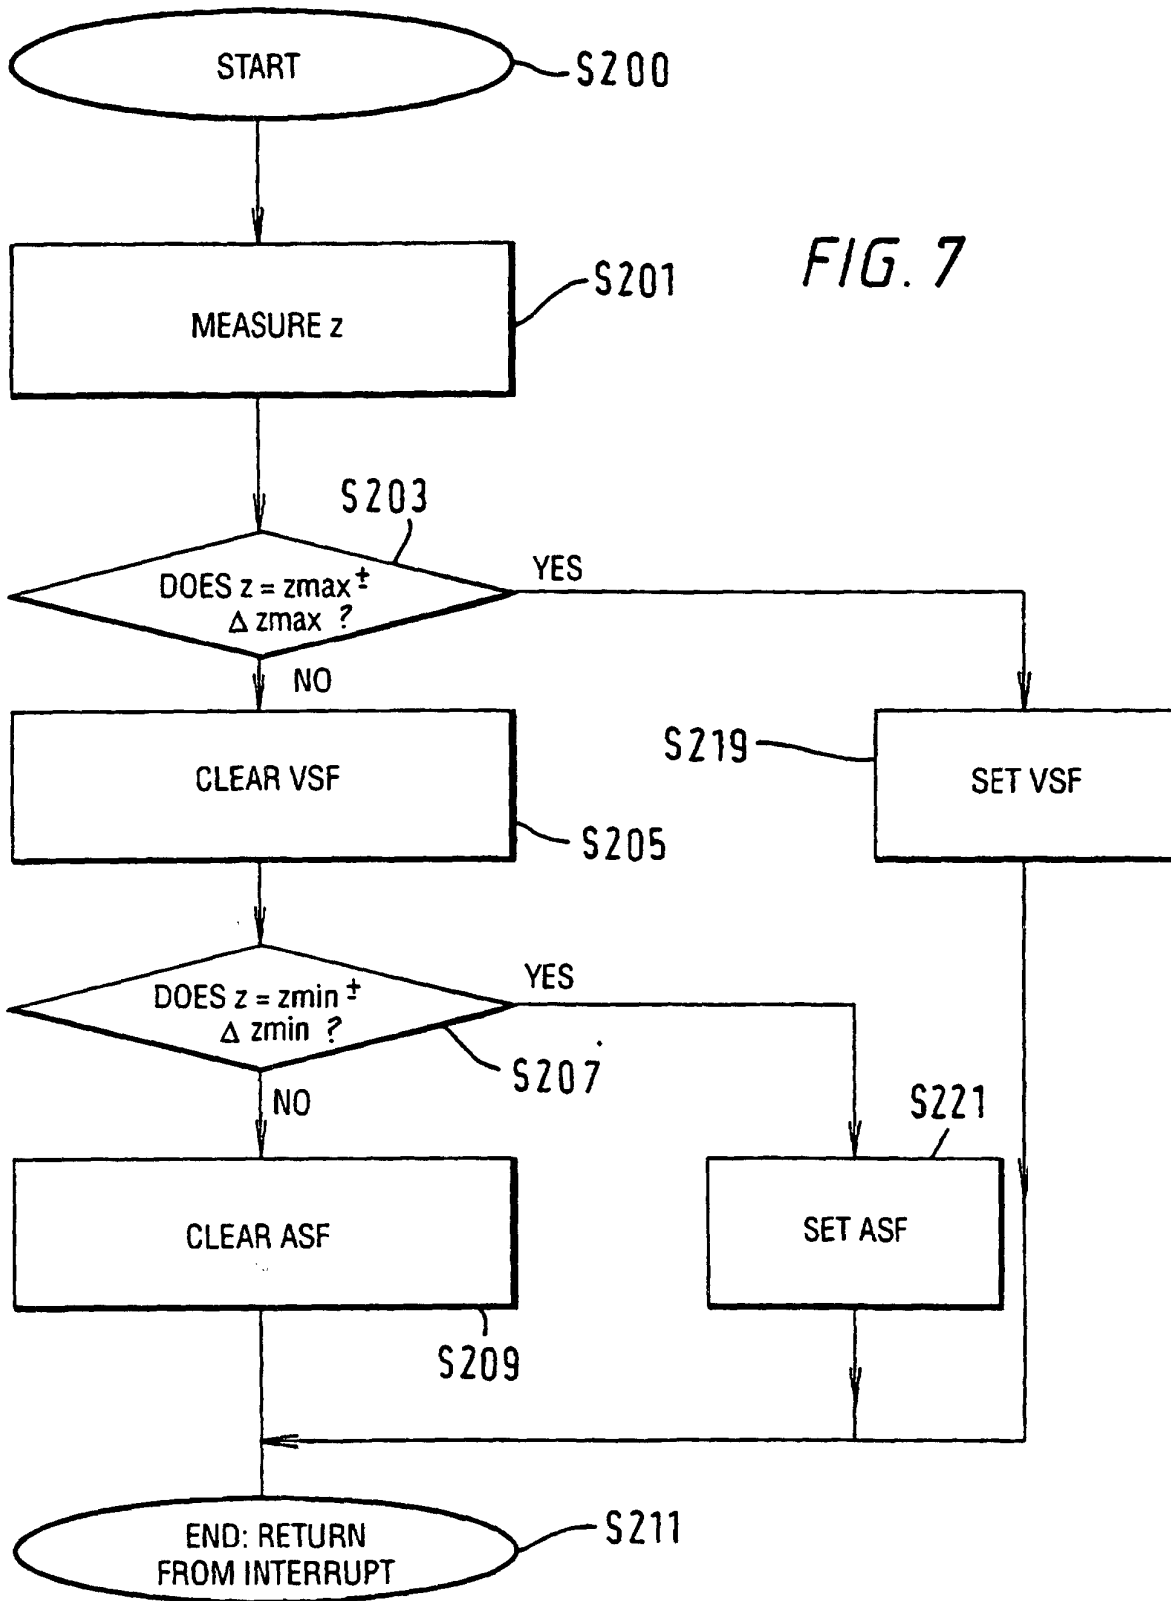 START
S200
FIG. 7
MEASURE z
S201
S203
DOES z = zmax ±
Δ zmax ?
YES
NO
CLEAR VSF
S205
S219
SET VSF
DOES z = zmin ±
Δ zmin ?
YES
S207
NO
S221
CLEAR ASF
SET ASF
S209
END: RETURN
FROM INTERRUPT
S211